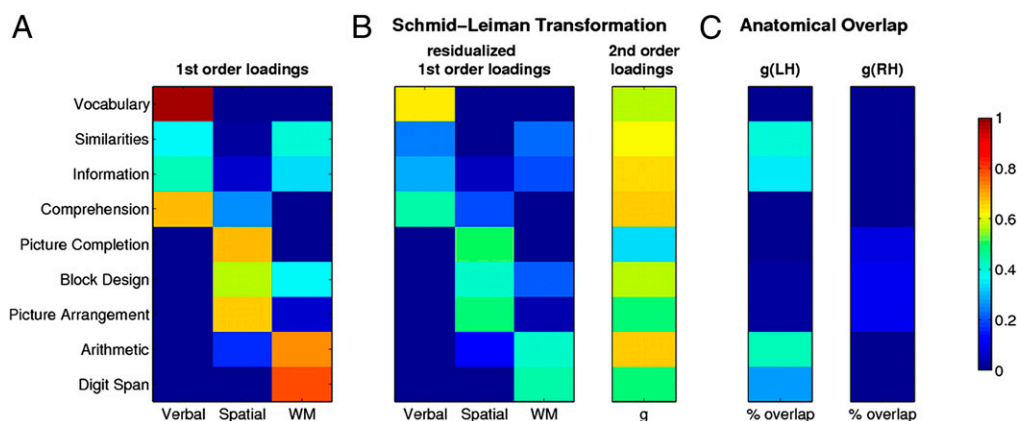 A
B Schmid–Leiman Transformation
C Anatomical Overlap
1st order loadings
residualized
1st order loadings
2nd order
loadings
g(LH)
g(RH)
Vocabulary
Similarities
Information
Comprehension
Picture Completion
Block Design
Picture Arrangement
Arithmetic
Digit Span
Verbal Spatial WM
Verbal Spatial WM
g
% overlap
% overlap
1
0.8
0.6
0.4
0.2
0